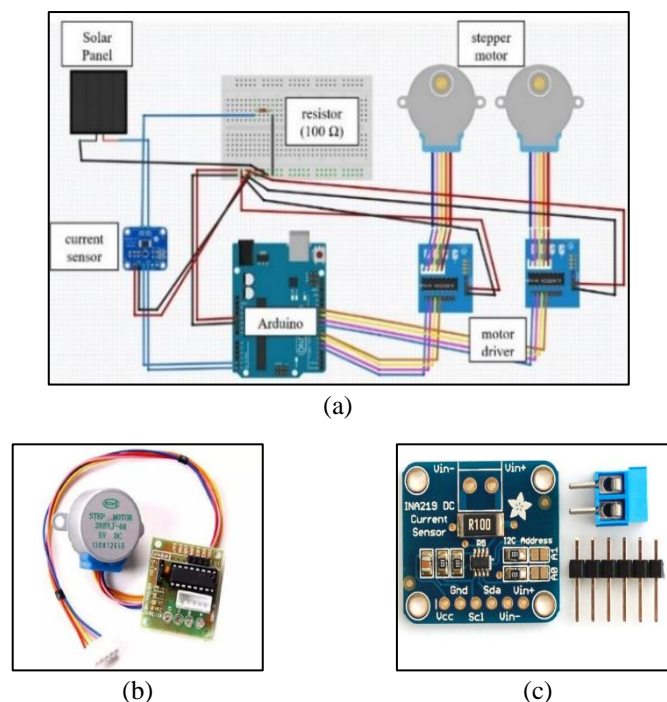 Solar
Panel
stepper
motor
resistor
(100 Ω)
current
sensor
Arduino
motor
driver
(a)
STEP MOTOR
28BYJ-48
5V DC
(b)
Vin- Vin+
INA219 DC
Current
Sensor
R100
I2C Address
R5
A1
A0
Gnd Sda Vin+
Vcc Scl Vin-
(c)